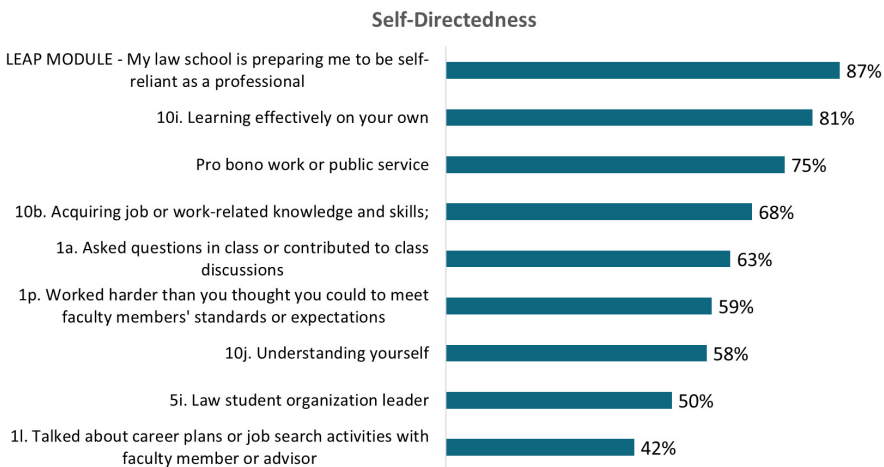 Self-Directedness
LEAP MODULE - My law school is preparing me to be self-
reliant as a professional
87%
10i. Learning effectively on your own
81%
Pro bono work or public service
75%
10b. Acquiring job or work-related knowledge and skills;
68%
1a. Asked questions in class or contributed to class
discussions
63%
1p. Worked harder than you thought you could to meet
faculty members' standards or expectations
59%
10j. Understanding yourself
58%
5i. Law student organization leader
50%
1l. Talked about career plans or job search activities with
faculty member or advisor
42%